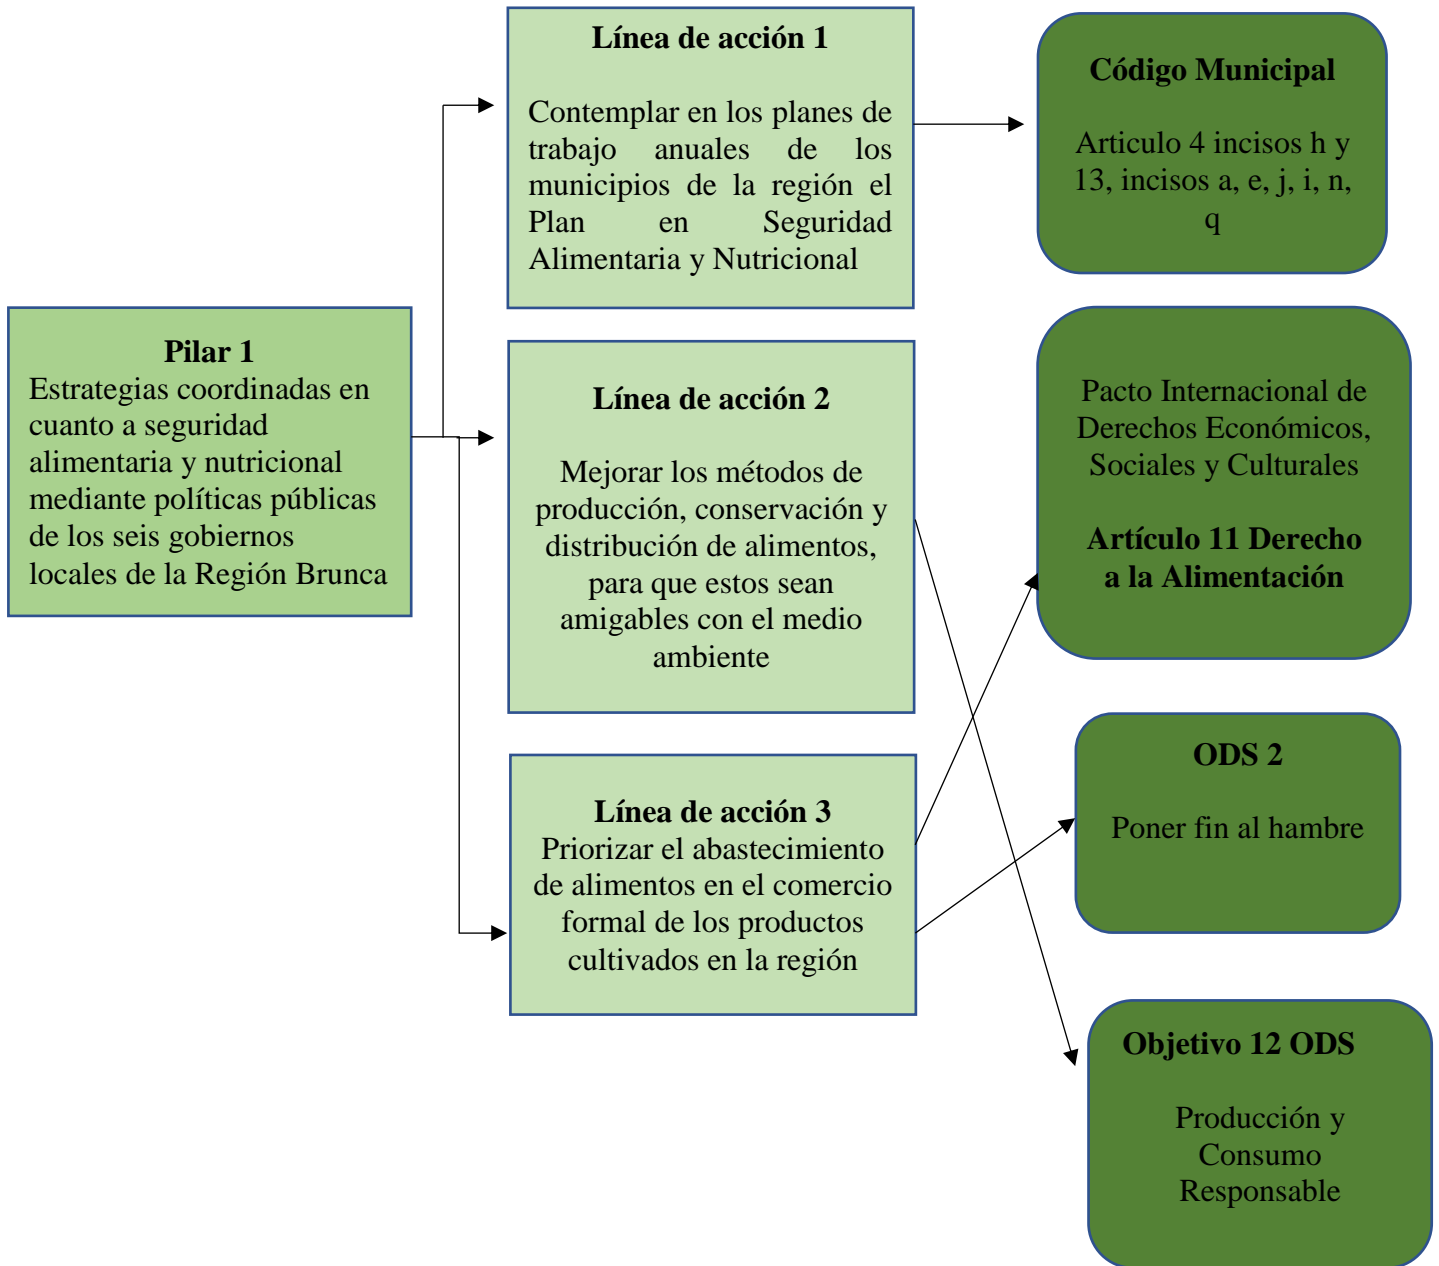 Pilar 1
Estrategias coordinadas en
cuanto a seguridad
alimentaria y nutricional
mediante políticas públicas
de los seis gobiernos
locales de la Región Brunca
Línea de acción 1
Contemplar en los planes de
trabajo anuales de los
municipios de la región el
Plan en Seguridad
Alimentaria y Nutricional
Línea de acción 2
Mejorar los métodos de
producción, conservación y
distribución de alimentos,
para que estos sean
amigables con el medio
ambiente
Línea de acción 3
Priorizar el abastecimiento
de alimentos en el comercio
formal de los productos
cultivados en la región
Código Municipal
Articulo 4 incisos h y
13, incisos a, e, j, i, n,
q
Pacto Internacional de
Derechos Económicos,
Sociales y Culturales
Artículo 11 Derecho
a la Alimentación
ODS 2
Poner fin al hambre
Objetivo 12 ODS
Producción y
Consumo
Responsable